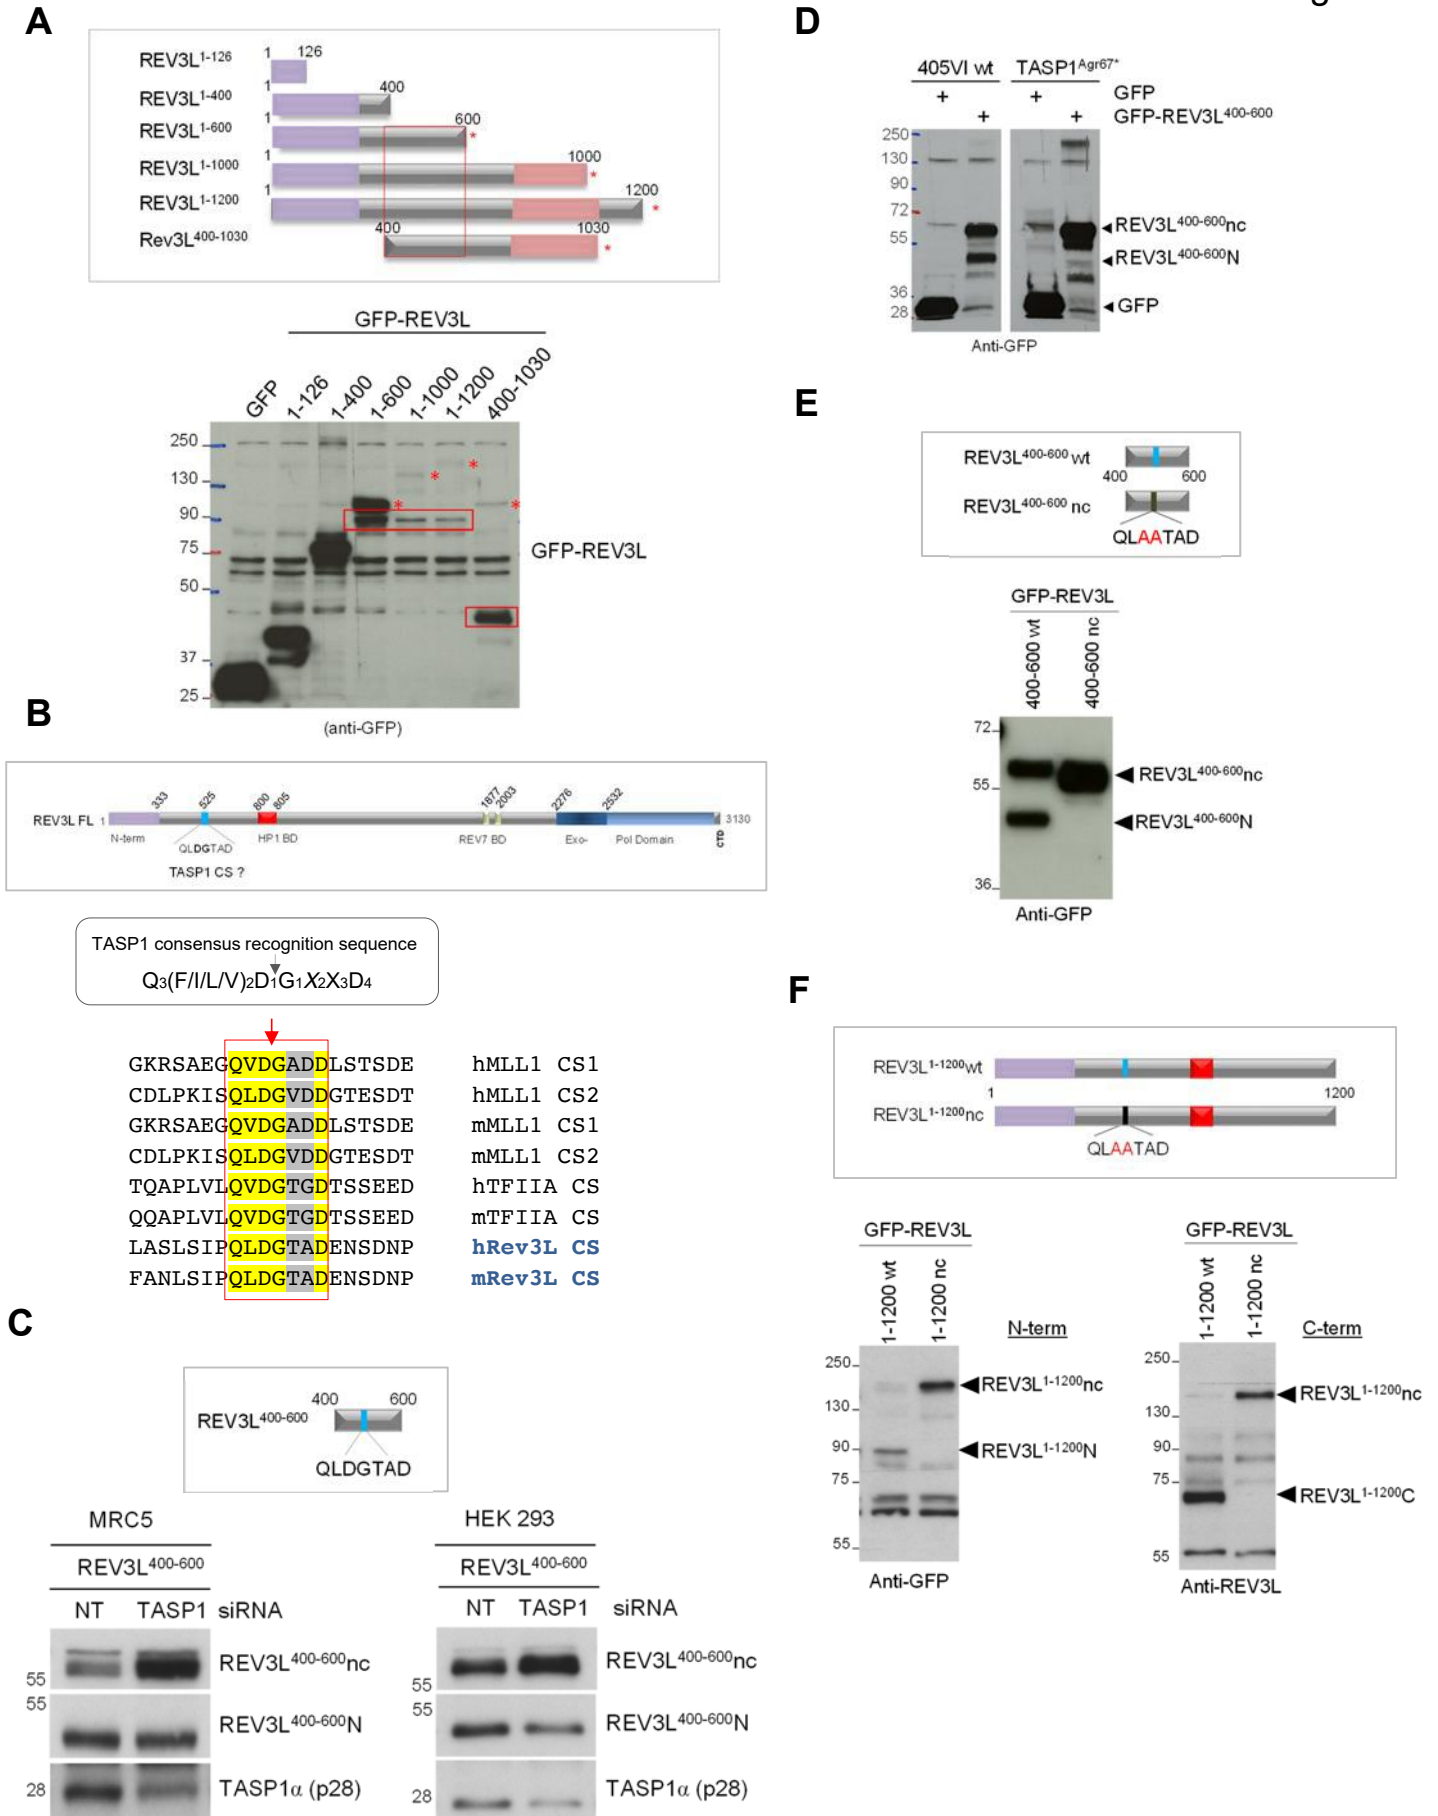 A
REV3L1-126
1 126
REV3L1-400
1 400
REV3L1-600
1 600
*
REV3L1-1000
1 1000
*
REV3L1-1200
1 1200
*
Rev3L400-1030
400 1030
*
GFP-REV3L
GFP 1-126 1-400 1-600 1-1000 1-1200 400-1030
250
130
90
75
50
37
25
* * * *
GFP-REV3L
(anti-GFP)
B
333 525 800 805 1877 2003 2276 2532
REV3L FL 1 3130
N-term HP1 BD REV7 BD Exo- Pol Domain CTD
QLDGTAD
TASP1 CS ?
TASP1 consensus recognition sequence
Q3(F/I/L/V)2D1G1X2X3D4
GKRSAEGQVDGADDLSTSDE hMLL1 CS1
CDLPKISQLDGVDDGTESDT hMLL1 CS2
GKRSAEGQVDGADDLSTSDE mMLL1 CS1
CDLPKISQLDGVDDGTESDT mMLL1 CS2
TQAPLVLQVDGTGDTSSEED hTFIIA CS
QQAPLVLQVDGTGDTSSEED mTFIIA CS
LASLSIPQLDGTADENSDNP hRev3L CS
FANLSIPQLDGTADENSDNP mRev3L CS
C
400 600
REV3L400-600
QLDGTAD
MRC5
REV3L400-600
NT TASP1 siRNA
55 REV3L400-600nc
55 REV3L400-600N
28 TASP1α (p28)
HEK 293
REV3L400-600
NT TASP1 siRNA
55 REV3L400-600nc
55 REV3L400-600N
28 TASP1α (p28)
D
405VI wt TASP1Agr67*
+ + GFP
+ + GFP-REV3L400-600
250
130
90
72
55
36
28
REV3L400-600nc
REV3L400-600N
GFP
Anti-GFP
E
REV3L400-600 wt
400 600
REV3L400-600 nc
QLAATAD
GFP-REV3L
400-600 wt 400-600 nc
72
55
36
REV3L400-600nc
REV3L400-600N
Anti-GFP
F
REV3L1-1200wt
1 1200
REV3L1-1200nc
QLAATAD
GFP-REV3L
1-1200 wt 1-1200 nc
N-term
250
130
90
75
55
REV3L1-1200nc
REV3L1-1200N
Anti-GFP
GFP-REV3L
1-1200 wt 1-1200 nc
C-term
250
130
90
75
55
REV3L1-1200nc
REV3L1-1200C
Anti-REV3L